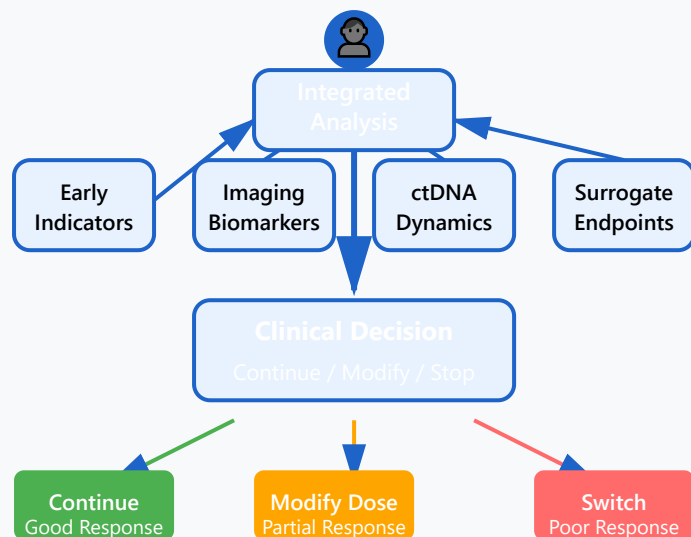 Integrated
Analysis
Early
Indicators
Imaging
Biomarkers
ctDNA
Dynamics
Surrogate
Endpoints
Clinical Decision
Continue / Modify / Stop
Continue
Good Response
Modify Dose
Partial Response
Switch
Poor Response